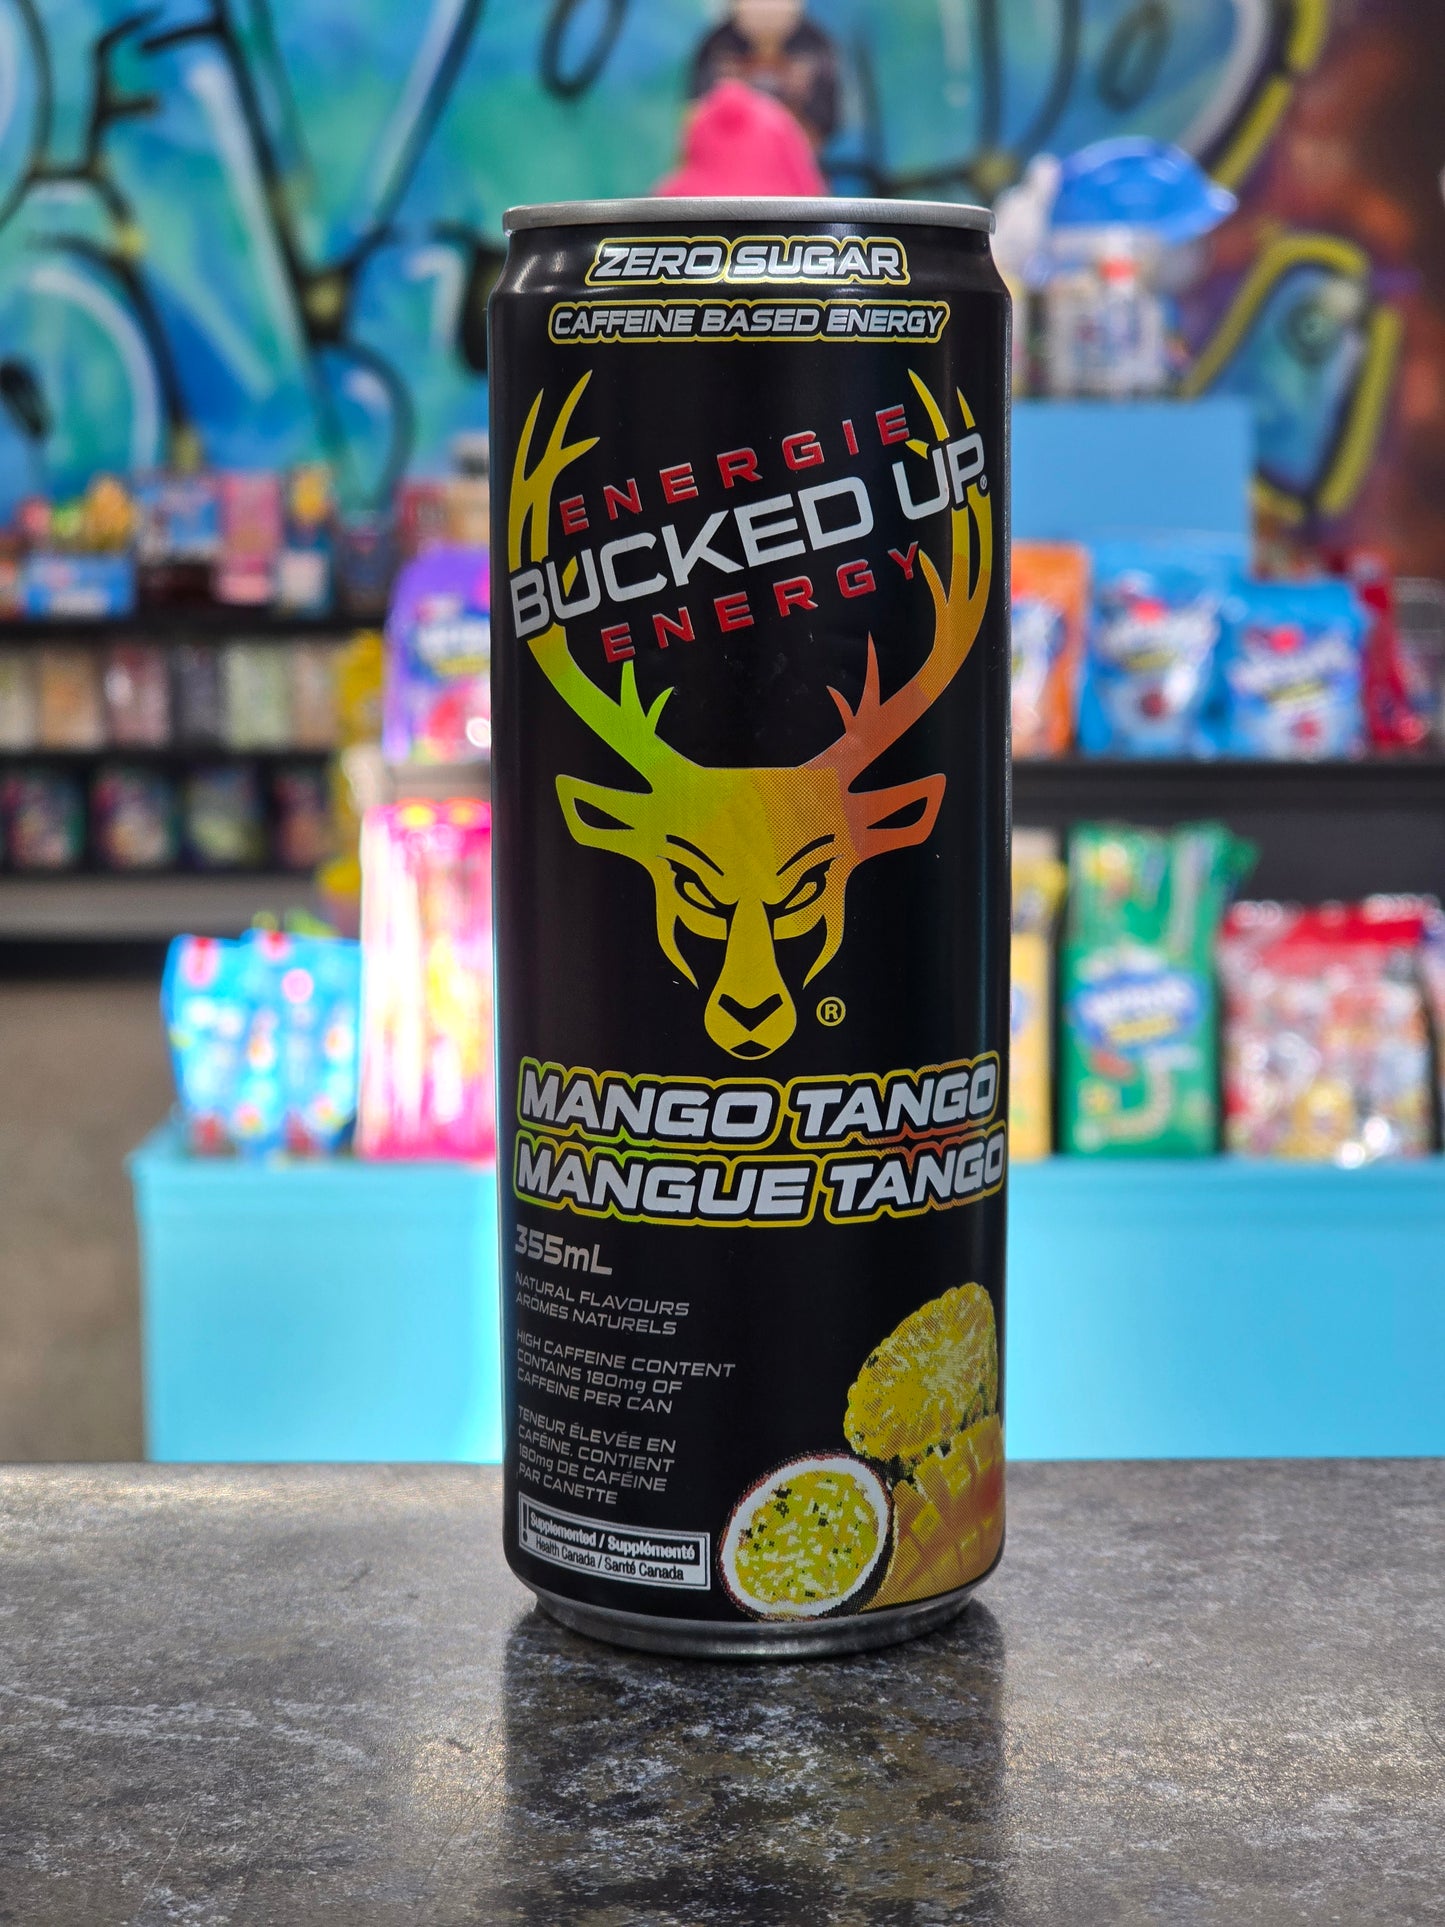 ZERO SUGAR
CAFFEINE BASED ENERGY
ENERGIE
BUCKED UP®
ENERGY
®
MANGO TANGO
MANGUE TANGO
355mL
NATURAL FLAVOURS
ARÔMES NATURELS
HIGH CAFFEINE CONTENT
CONTAINS 180mg OF
CAFFEINE PER CAN
TENEUR ÉLEVÉE EN
CAFÉINE. CONTIENT
180mg DE CAFÉINE
PAR CANETTE
! Supplemented / Supplémenté
Health Canada / Santé Canada